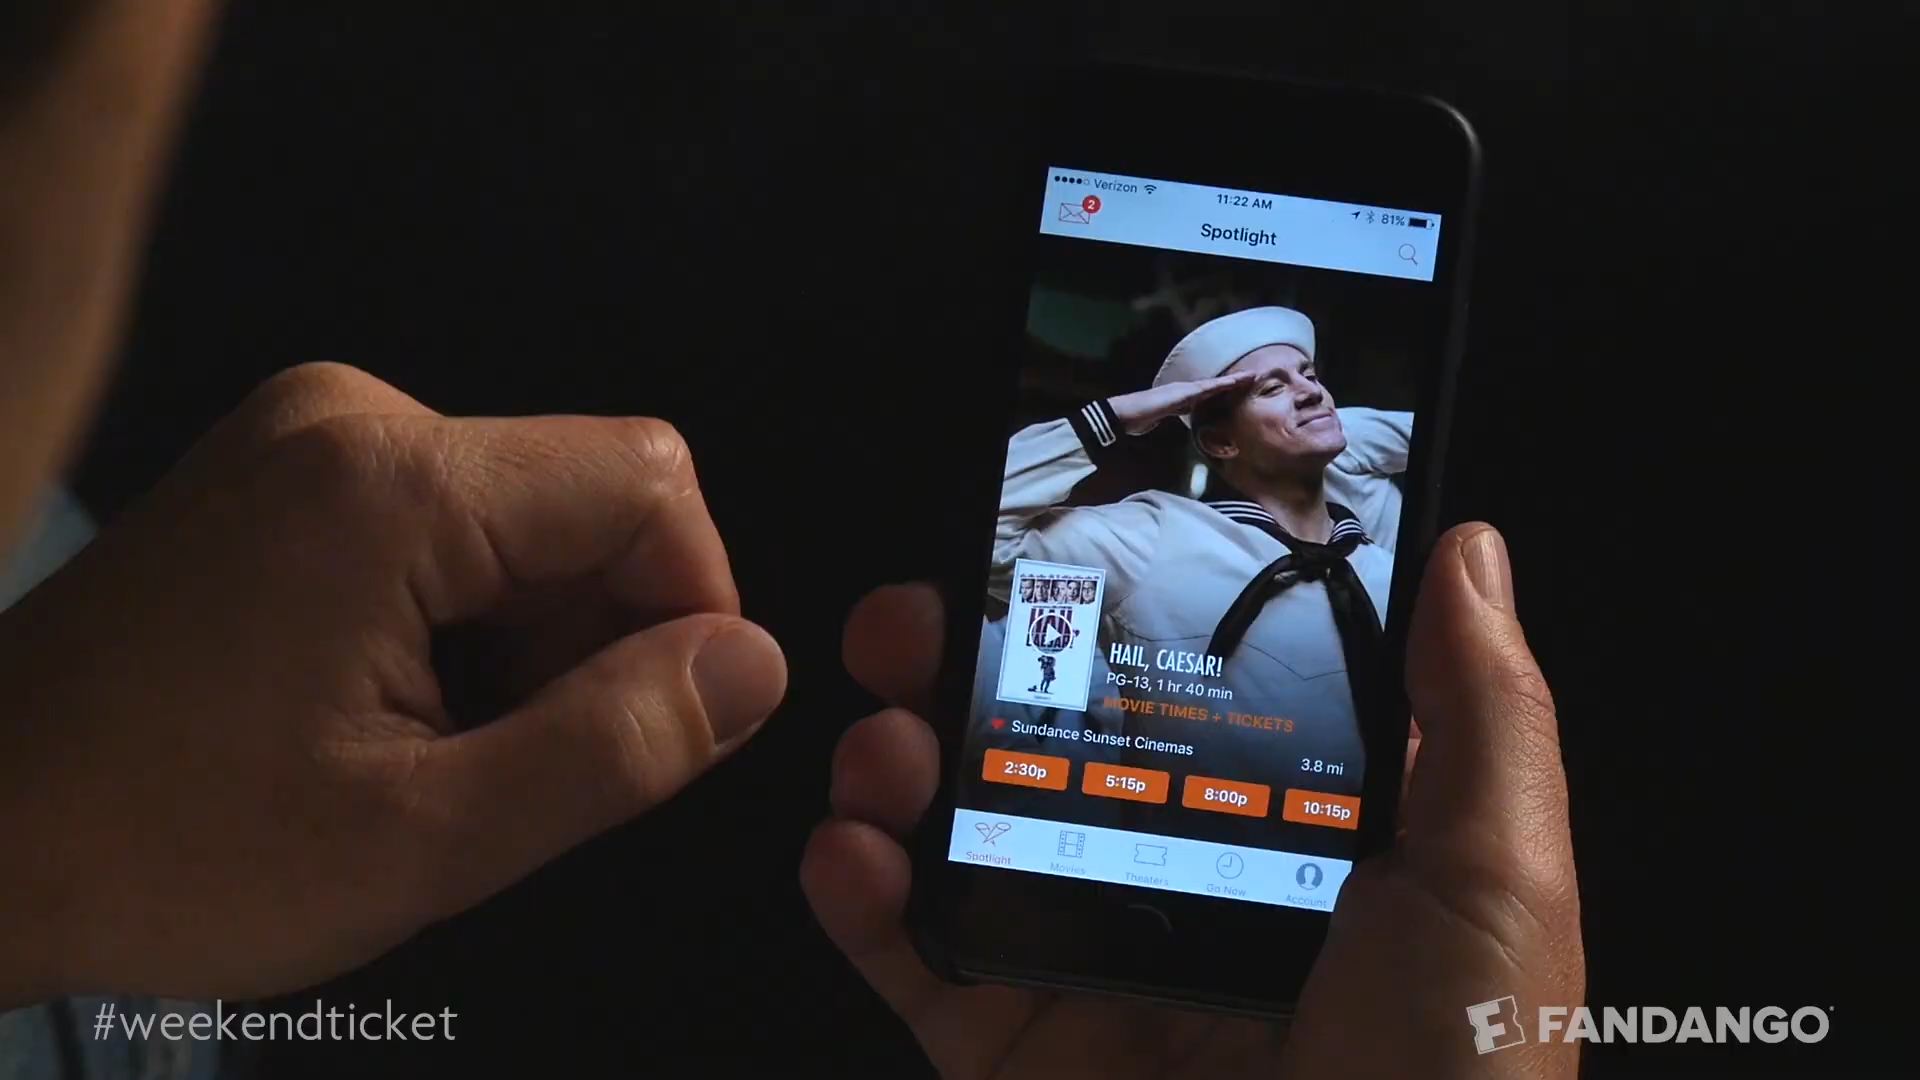 Verizon
11:22 AM
81%
2
Spotlight
HAIL, CAESAR!
HAIL, CAESAR!
PG-13, 1 hr 40 min
MOVIE TIMES + TICKETS
Sundance Sunset Cinemas
3.8 mi
2:30p
5:15p
8:00p
10:15p
Spotlight
Movies
Theaters
Go Now
Account
#weekendticket
F FANDANGO